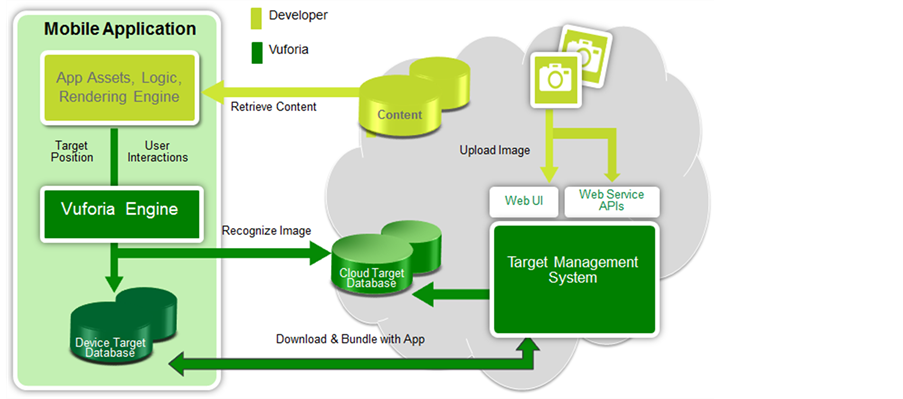 Mobile Application
Developer
Vuforia
App Assets, Logic,
Rendering Engine
Retrieve Content
Content
Target
Position
User
Interactions
Upload Image
Vuforia Engine
Web UI
Web Service
APIs
Recognize Image
Cloud Target
Database
Target Management
System
Device Target
Database
Download & Bundle with App